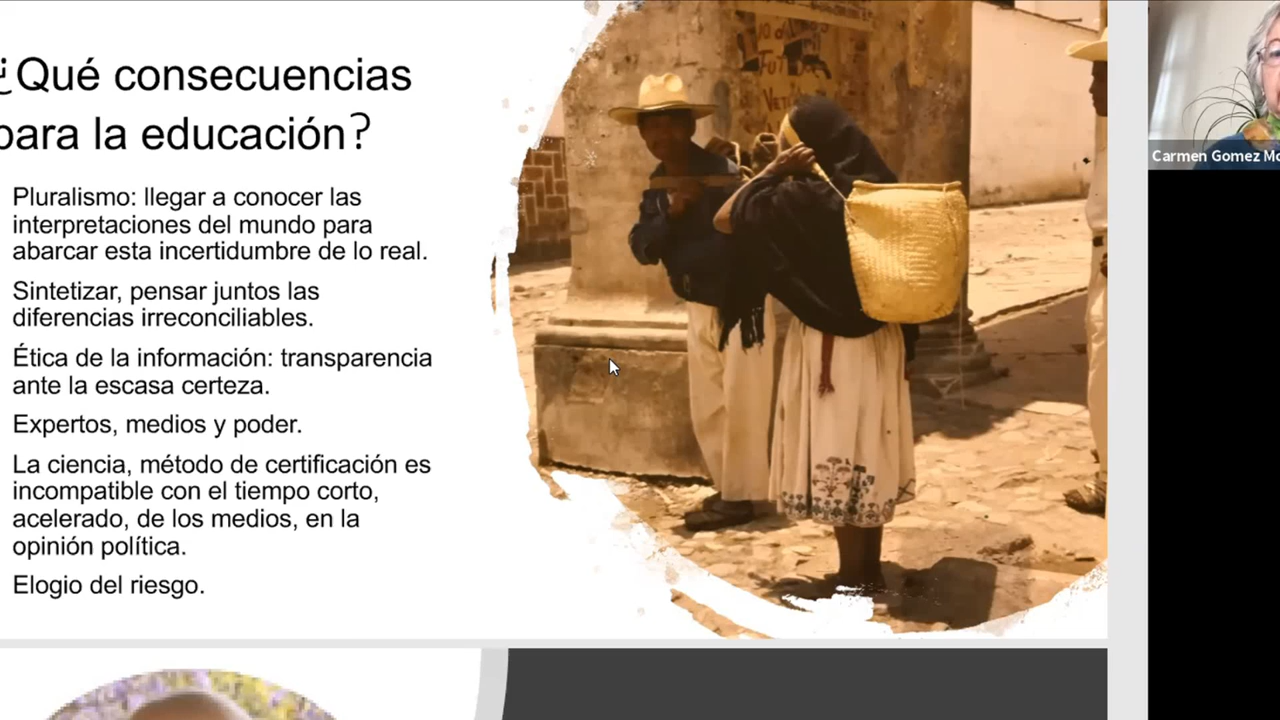 ¿Qué consecuencias
para la educación?
Pluralismo: llegar a conocer las
interpretaciones del mundo para
abarcar esta incertidumbre de lo real.
Sintetizar, pensar juntos las
diferencias irreconciliables.
Ética de la información: transparencia
ante la escasa certeza.
Expertos, medios y poder.
La ciencia, método de certificación es
incompatible con el tiempo corto,
acelerado, de los medios, en la
opinión política.
Elogio del riesgo.
Carmen Gomez